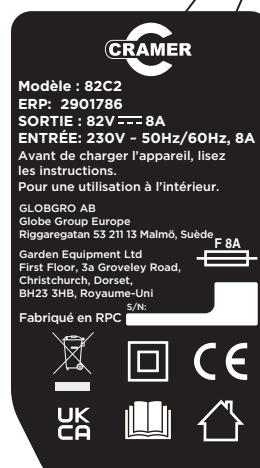 CRAMER
Modèle : 82C2
ERP: 2901786
SORTIE : 82V 8A
ENTRÉE: 230V ~ 50Hz/60Hz, 8A
Avant de charger l'appareil, lisez
les instructions.
Pour une utilisation à l'intérieur.
GLOBGRO AB
Globe Group Europe
Riggaregatan 53 211 13 Malmö, Suède
F 8A
Garden Equipment Ltd
First Floor, 3a Groveley Road,
Christchurch, Dorset,
BH23 3HB, Royaume-Uni
S/N:
Fabriqué en RPC
CE
UK
CA